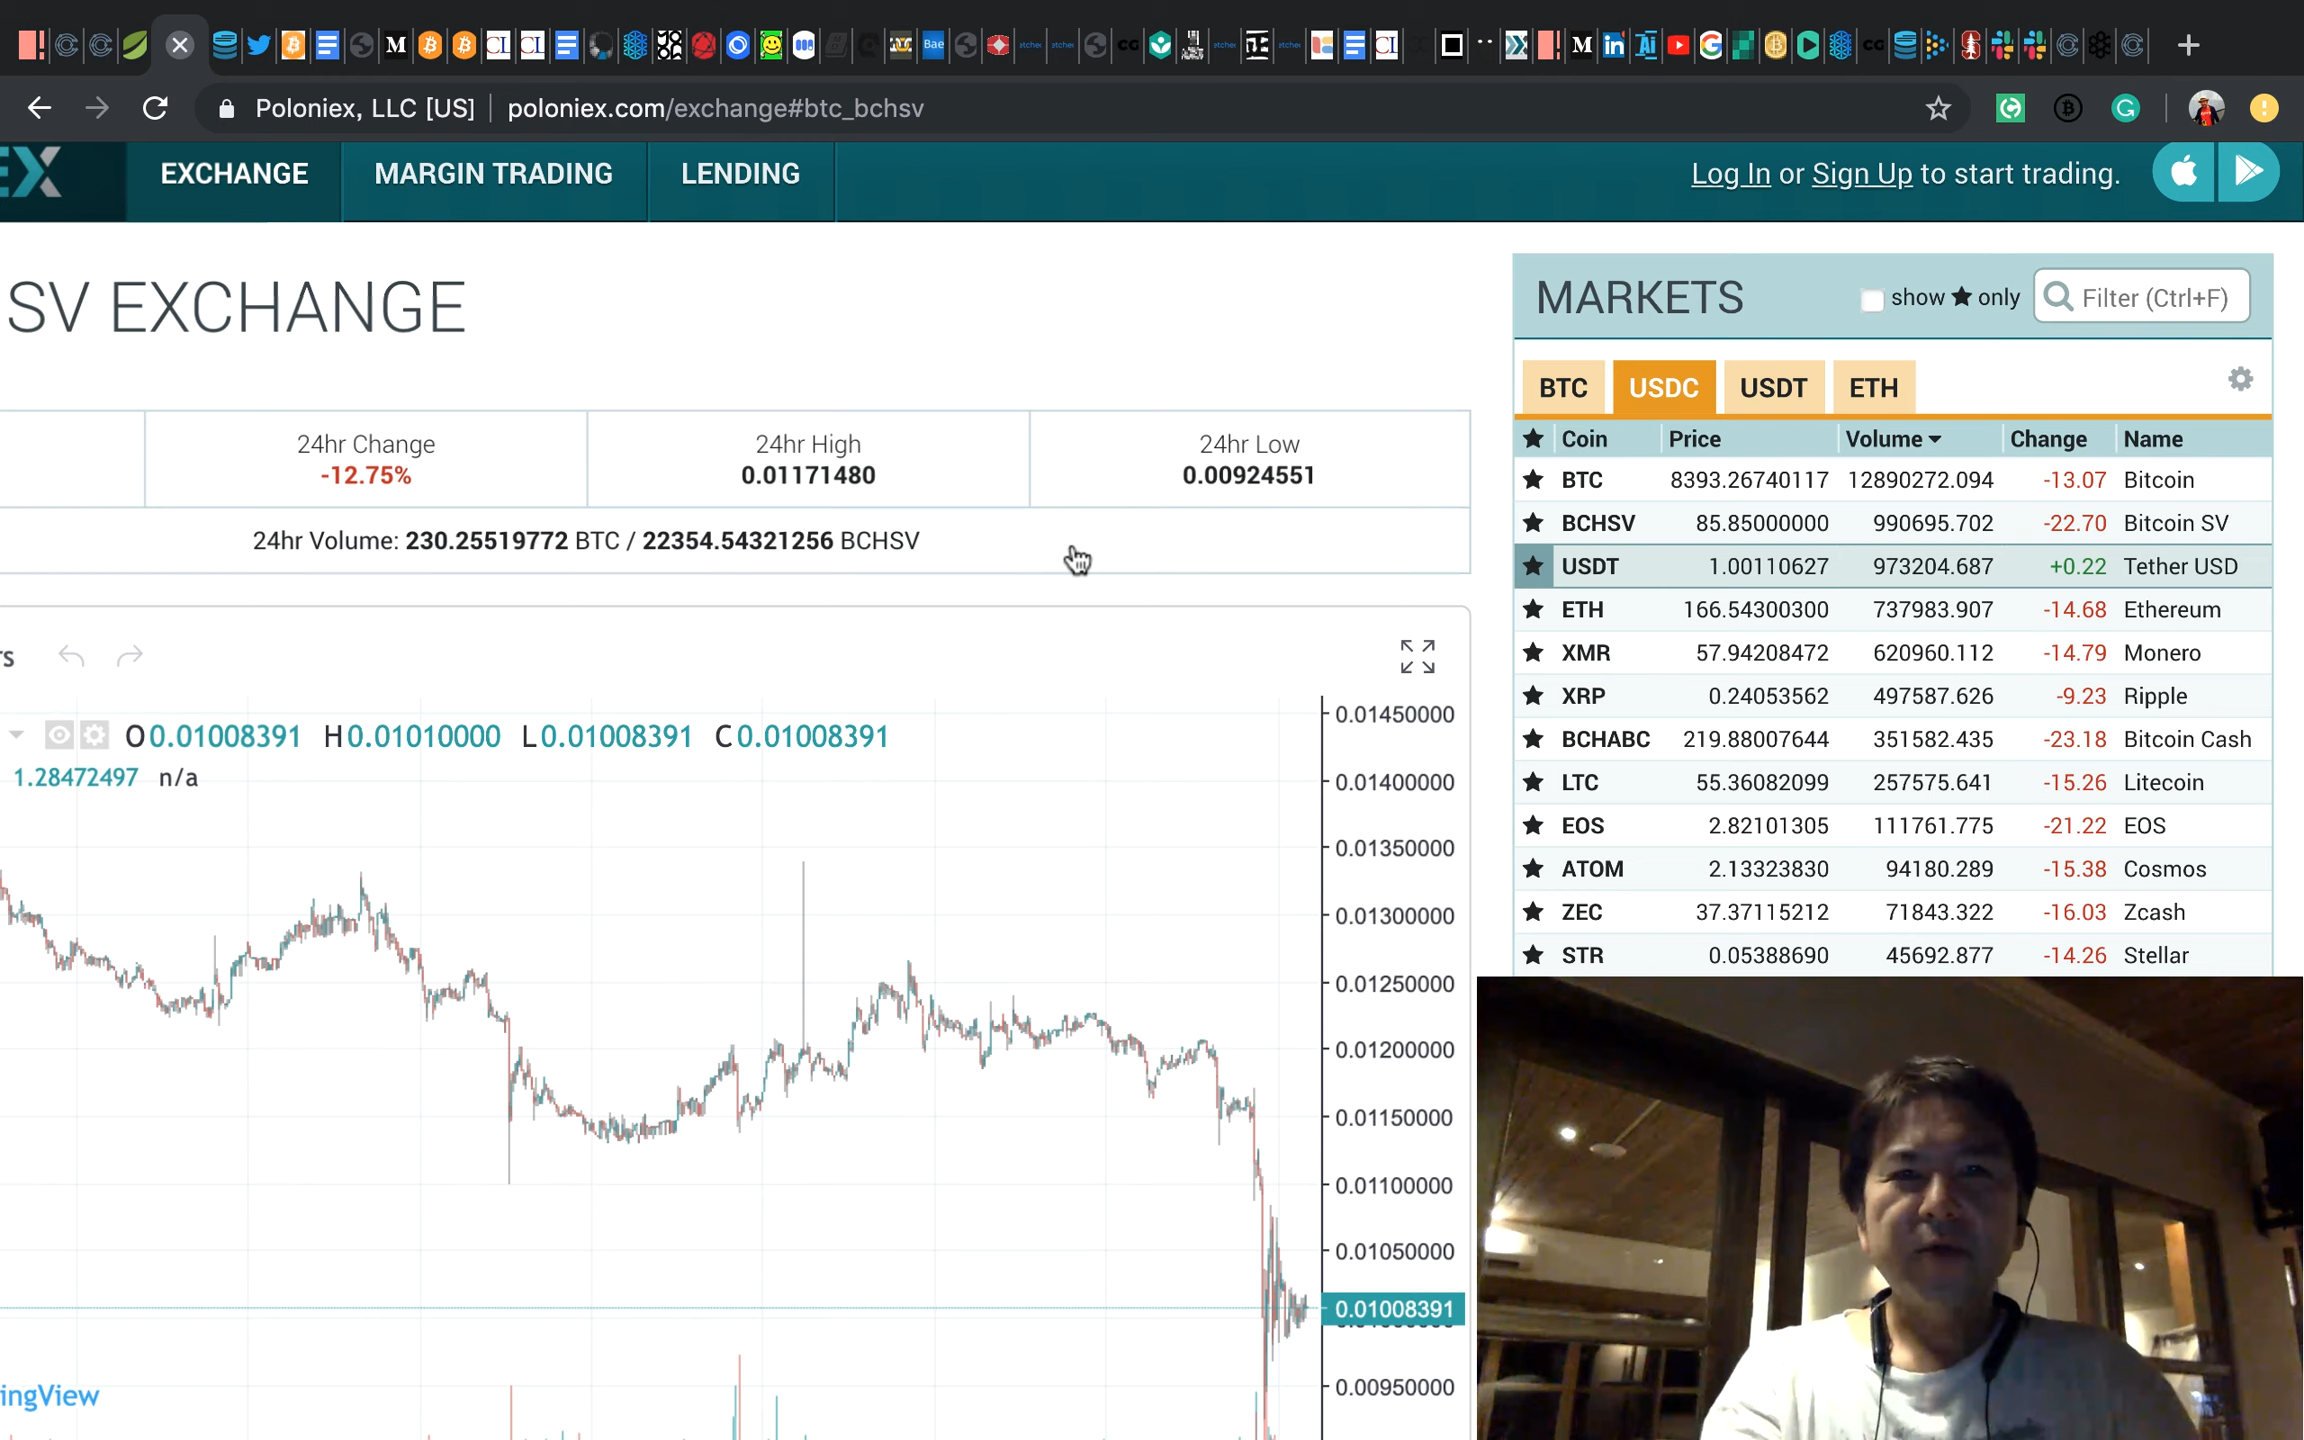 Poloniex, LLC [US] poloniex.com/exchange#btc_bchsv
EX
EXCHANGE
MARGIN TRADING
LENDING
Log In or Sign Up to start trading.
SV EXCHANGE
24hr Change
-12.75%
24hr High
0.01171480
24hr Low
0.00924551
24hr Volume: 230.25519772 BTC / 22354.54321256 BCHSV
rs
O0.01008391 H0.01010000 L0.01008391 C0.01008391
1.28472497 n/a
0.01450000
0.01400000
0.01350000
0.01300000
0.01250000
0.01200000
0.01150000
0.01100000
0.01050000
0.01008391
0.00950000
ingView
MARKETS
show ★ only
Filter (Ctrl+F)
BTC USDC USDT ETH
★ Coin Price Volume Change Name
★ BTC 8393.26740117 12890272.094 -13.07 Bitcoin
★ BCHSV 85.85000000 990695.702 -22.70 Bitcoin SV
★ USDT 1.00110627 973204.687 +0.22 Tether USD
★ ETH 166.54300300 737983.907 -14.68 Ethereum
★ XMR 57.94208472 620960.112 -14.79 Monero
★ XRP 0.24053562 497587.626 -9.23 Ripple
★ BCHABC 219.88007644 351582.435 -23.18 Bitcoin Cash
★ LTC 55.36082099 257575.641 -15.26 Litecoin
★ EOS 2.82101305 111761.775 -21.22 EOS
★ ATOM 2.13323830 94180.289 -15.38 Cosmos
★ ZEC 37.37115212 71843.322 -16.03 Zcash
★ STR 0.05388690 45692.877 -14.26 Stellar